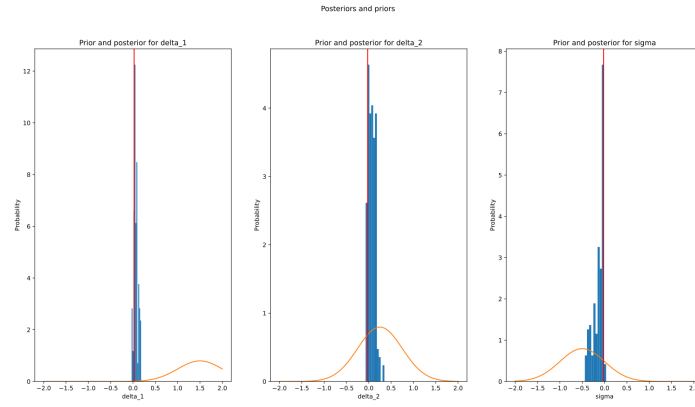 Posteriors and priors
Prior and posterior for delta_1
Prior and posterior for delta_2
Prior and posterior for sigma
Probability
12
10
8
6
4
2
0
−2.0 −1.5 −1.0 −0.5 0.0 0.5 1.0 1.5 2.0
delta_1
Probability
4
3
2
1
0
−2.0 −1.5 −1.0 −0.5 0.0 0.5 1.0 1.5 2.0
delta_2
Probability
8
7
6
5
4
3
2
1
0
−2.0 −1.5 −1.0 −0.5 0.0 0.5 1.0 1.5 2.0
sigma